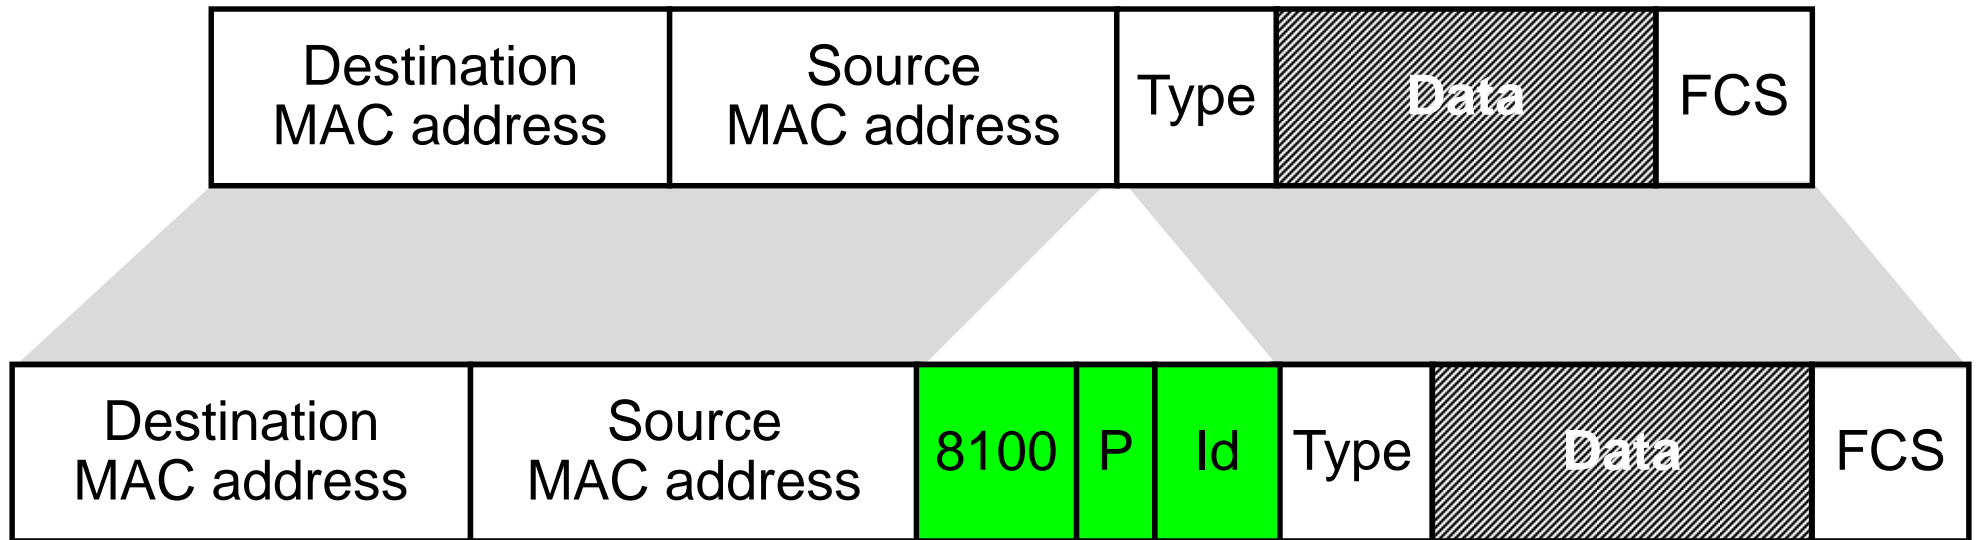 Destination
MAC address
Source
MAC address
Type
Data
FCS
Destination
MAC address
Source
MAC address
8100
P
Id
Type
Data
FCS